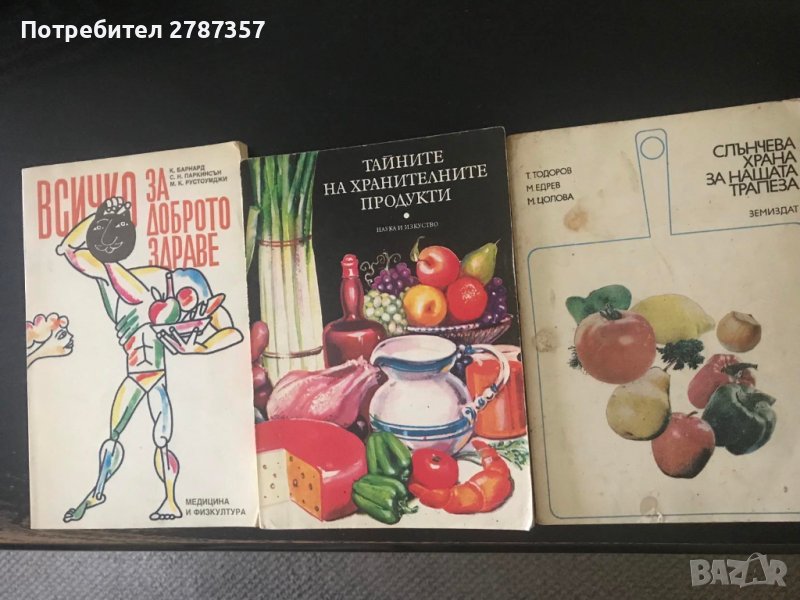 Потребител 2787357
К. БАРНАРД
С. Н. ПАРКИНСЪН
М. К. РУСТОУМДЖИ
ВСИЧКО
ЗА
ДОБРОТО
ЗДРАВЕ
МЕДИЦИНА
И ФИЗКУЛТУРА
ТАЙНИТЕ
НА ХРАНИТЕЛНИТЕ
ПРОДУКТИ
НАУКА И ИЗКУСТВО
Т. ТОДОРОВ
М. ЕДРЕВ
М. ЦОЛОВА
СЛЪНЧЕВА
ХРАНА
ЗА НАШАТА
ТРАПЕЗА
ЗЕМИЗДАТ
BAZAR